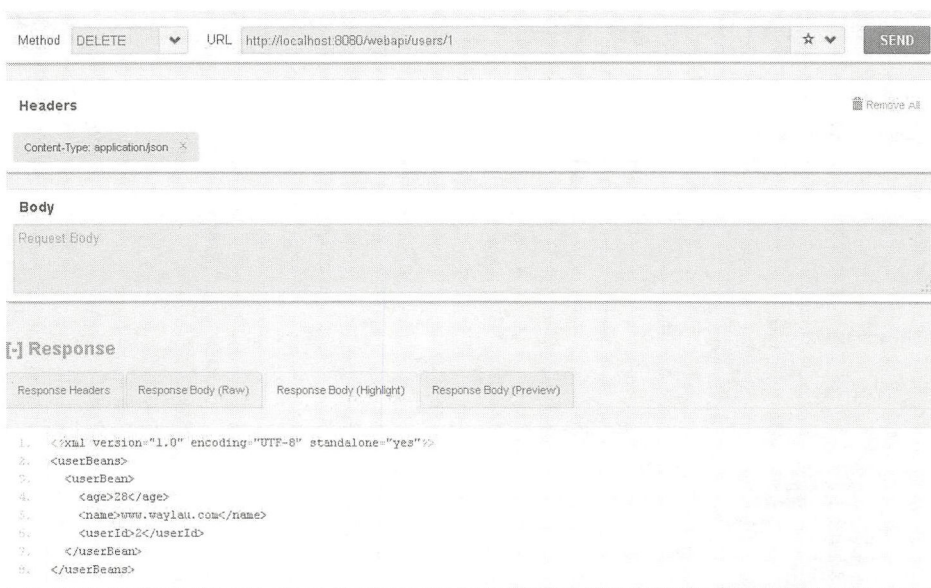 Method DELETE URL http://localhost:8080/webapi/users/1 SEND
Headers Remove All
Content-Type: application/json ×
Body
Request Body
[-] Response
Response Headers Response Body (Raw) Response Body (Highlight) Response Body (Preview)
1. <?xml version="1.0" encoding="UTF-8" standalone="yes"?>
2. <userBeans>
3. <userBean>
4. <age>28</age>
5. <name>www.waylau.com</name>
6. <userId>2</userId>
7. </userBean>
8. </userBeans>